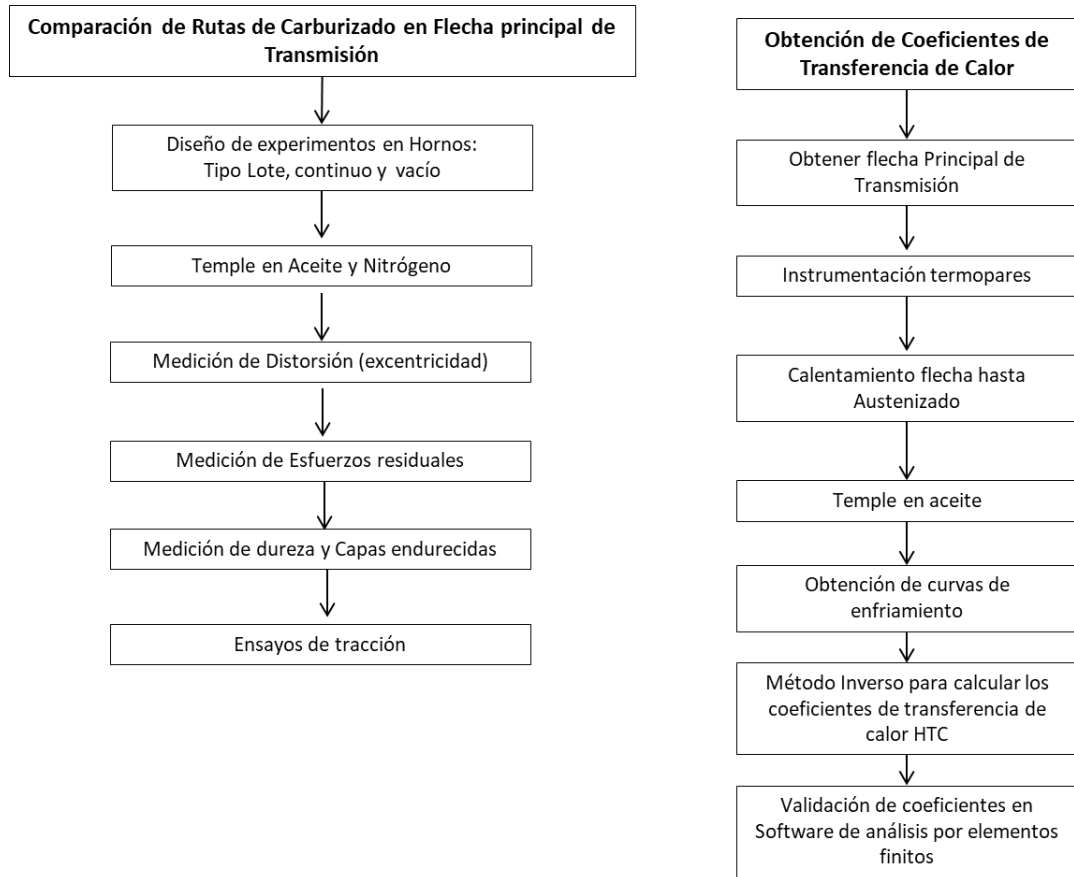 Comparación de Rutas de Carburizado en Flecha principal de
Transmisión
Diseño de experimentos en Hornos:
Tipo Lote, continuo y vacío
Temple en Aceite y Nitrógeno
Medición de Distorsión (excentricidad)
Medición de Esfuerzos residuales
Medición de dureza y Capas endurecidas
Ensayos de tracción
Obtención de Coeficientes de
Transferencia de Calor
Obtener flecha Principal de
Transmisión
Instrumentación termopares
Calentamiento flecha hasta
Austenizado
Temple en aceite
Obtención de curvas de
enfriamiento
Método Inverso para calcular los
coeficientes de transferencia de
calor HTC
Validación de coeficientes en
Software de análisis por elementos
finitos